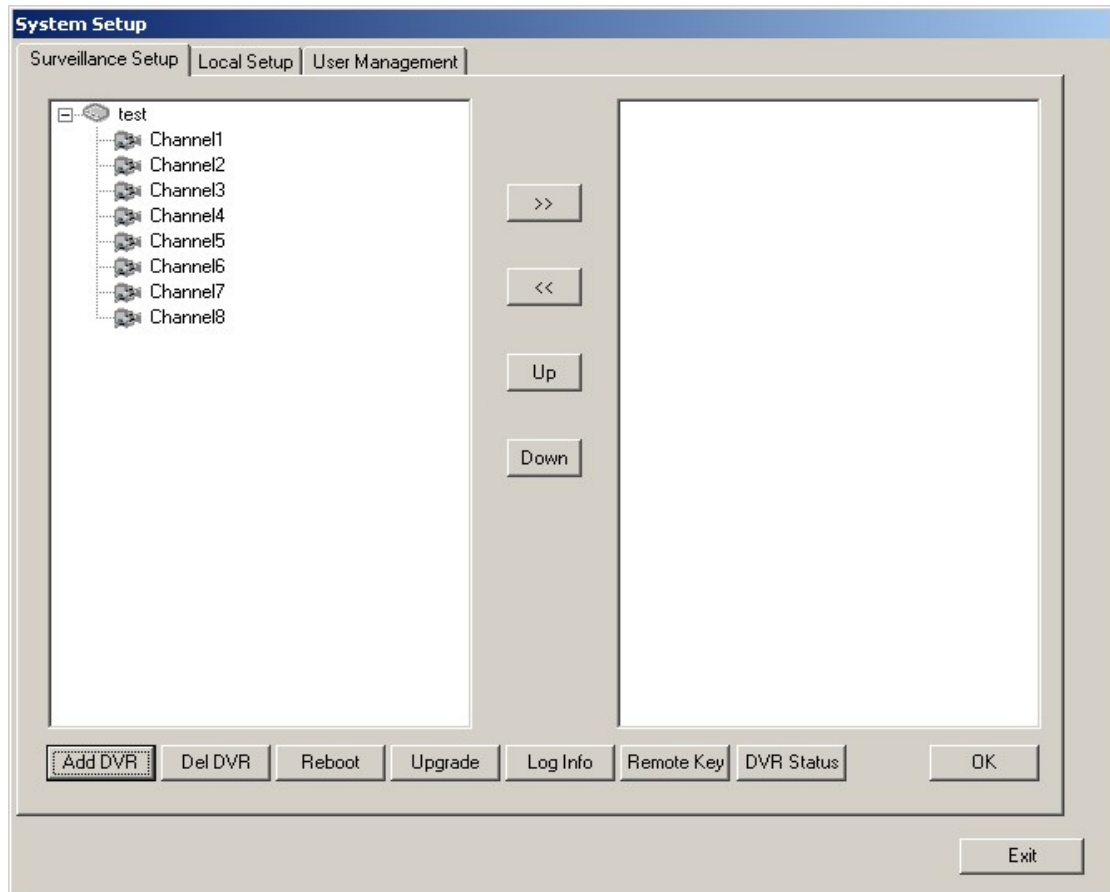 System Setup
Surveillance Setup Local Setup User Management
test
Channel1
Channel2
Channel3
Channel4
Channel5
Channel6
Channel7
Channel8
>>
<<
Up
Down
Add DVR Del DVR Reboot Upgrade Log Info Remote Key DVR Status OK
Exit